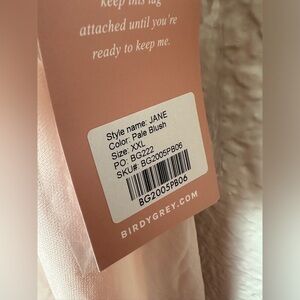 keep this tag
attached until you're
ready to keep me.
Style name: JANE
Color: Pale Blush
Size: XXL
PO: BG222
SKU#: BG2005PB06
BG2005PB06
BIRDYGREY.COM